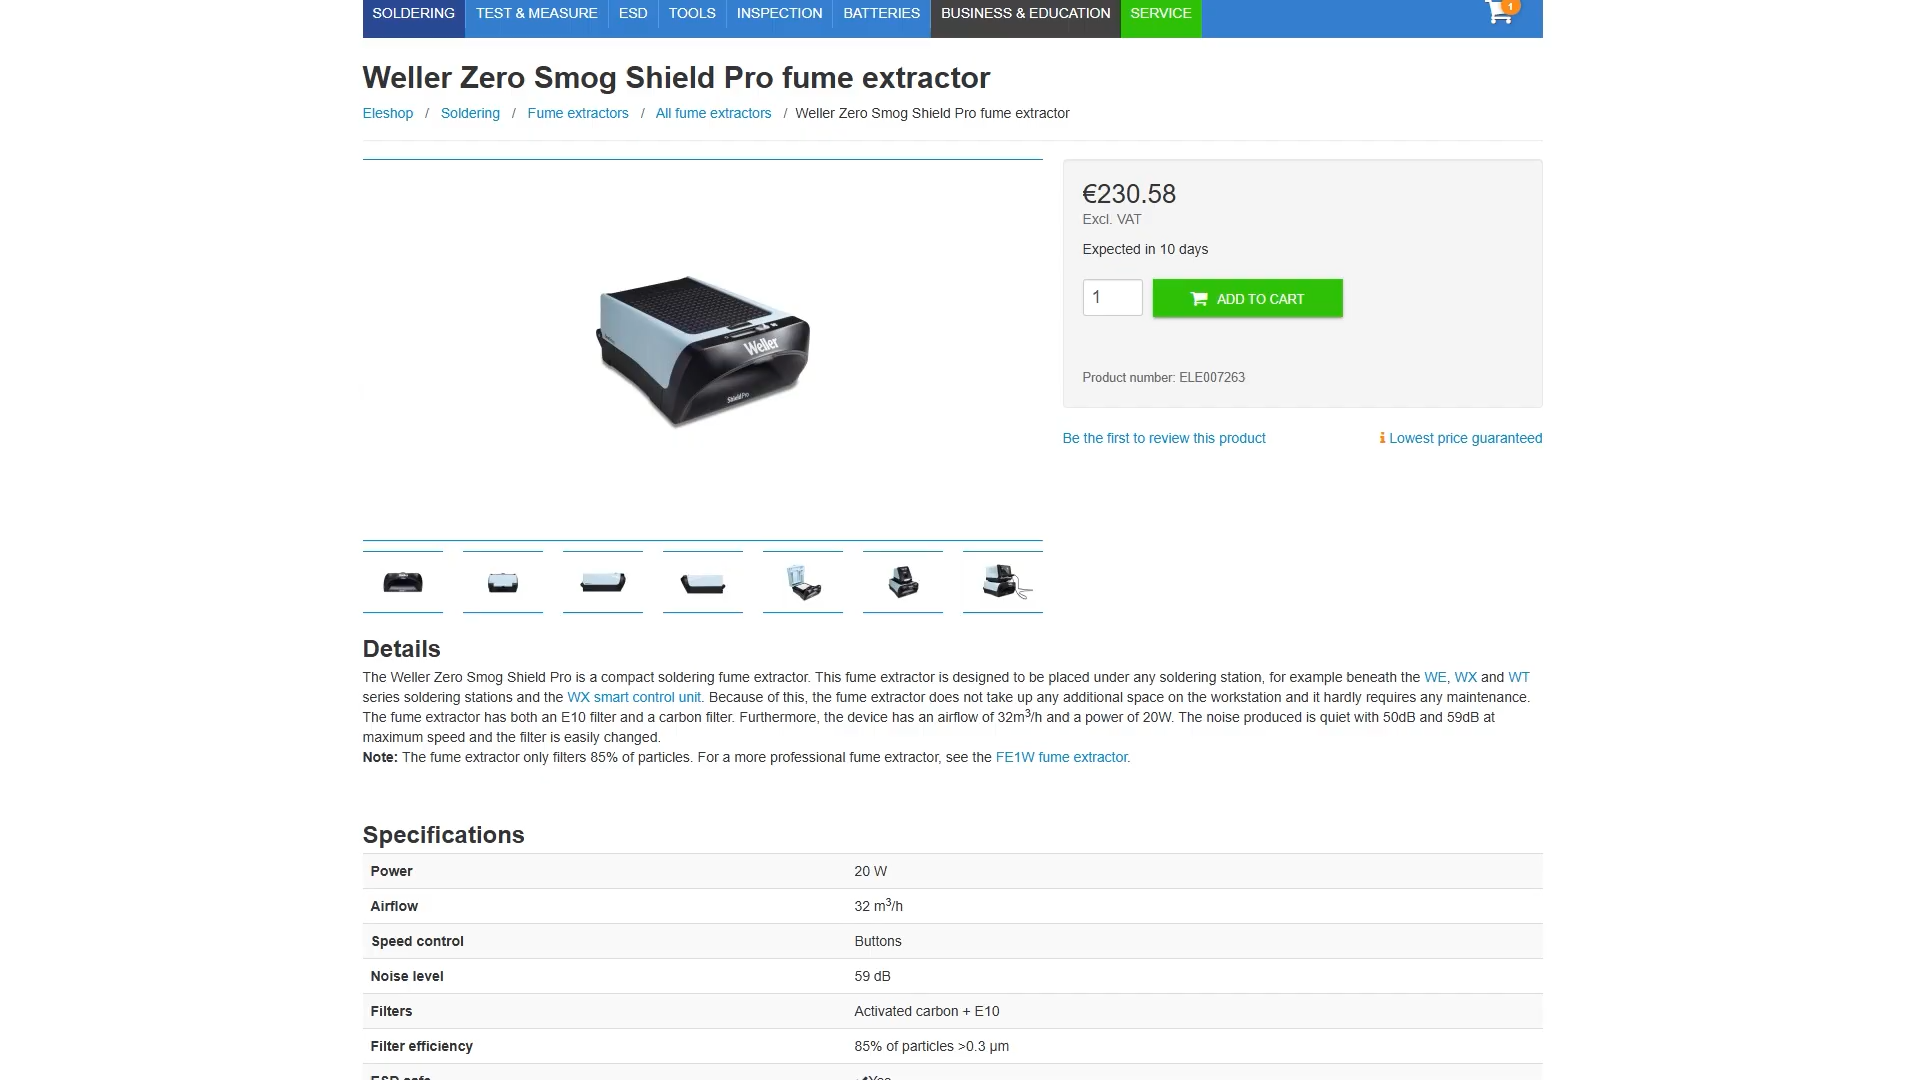 SOLDERING TEST & MEASURE ESD TOOLS INSPECTION BATTERIES BUSINESS & EDUCATION SERVICE 1
Weller Zero Smog Shield Pro fume extractor
Eleshop / Soldering / Fume extractors / All fume extractors / Weller Zero Smog Shield Pro fume extractor
€230.58
Excl. VAT
Expected in 10 days
1 ADD TO CART
Product number: ELE007263
Be the first to review this product
Lowest price guaranteed
Weller
Shield Pro
Details
The Weller Zero Smog Shield Pro is a compact soldering fume extractor. This fume extractor is designed to be placed under any soldering station, for example beneath the WE, WX and WT
series soldering stations and the WX smart control unit. Because of this, the fume extractor does not take up any additional space on the workstation and it hardly requires any maintenance.
The fume extractor has both an E10 filter and a carbon filter. Furthermore, the device has an airflow of 32m³/h and a power of 20W. The noise produced is quiet with 50dB and 59dB at
maximum speed and the filter is easily changed.
Note: The fume extractor only filters 85% of particles. For a more professional fume extractor, see the FE1W fume extractor.
Specifications
Power 20 W
Airflow 32 m³/h
Speed control Buttons
Noise level 59 dB
Filters Activated carbon + E10
Filter efficiency 85% of particles >0.3 µm
ESD safe ✔Yes